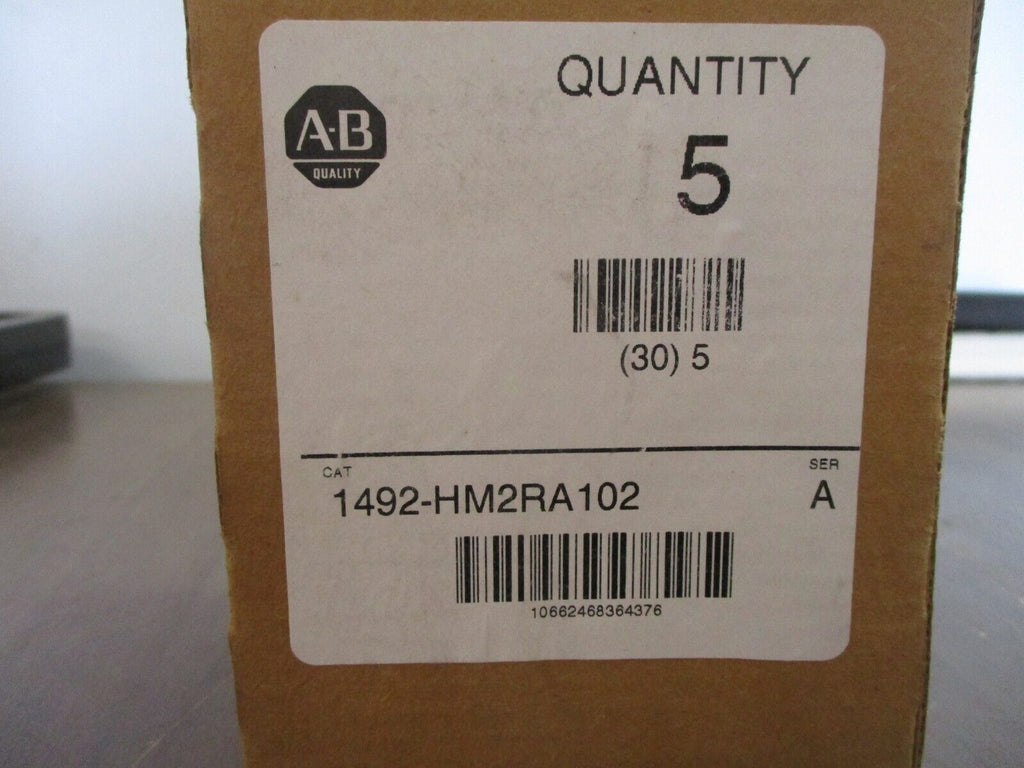 QUANTITY
A-B
QUALITY
5
(30) 5
CAT
SER
1492-HM2RA102
A
10662468364376